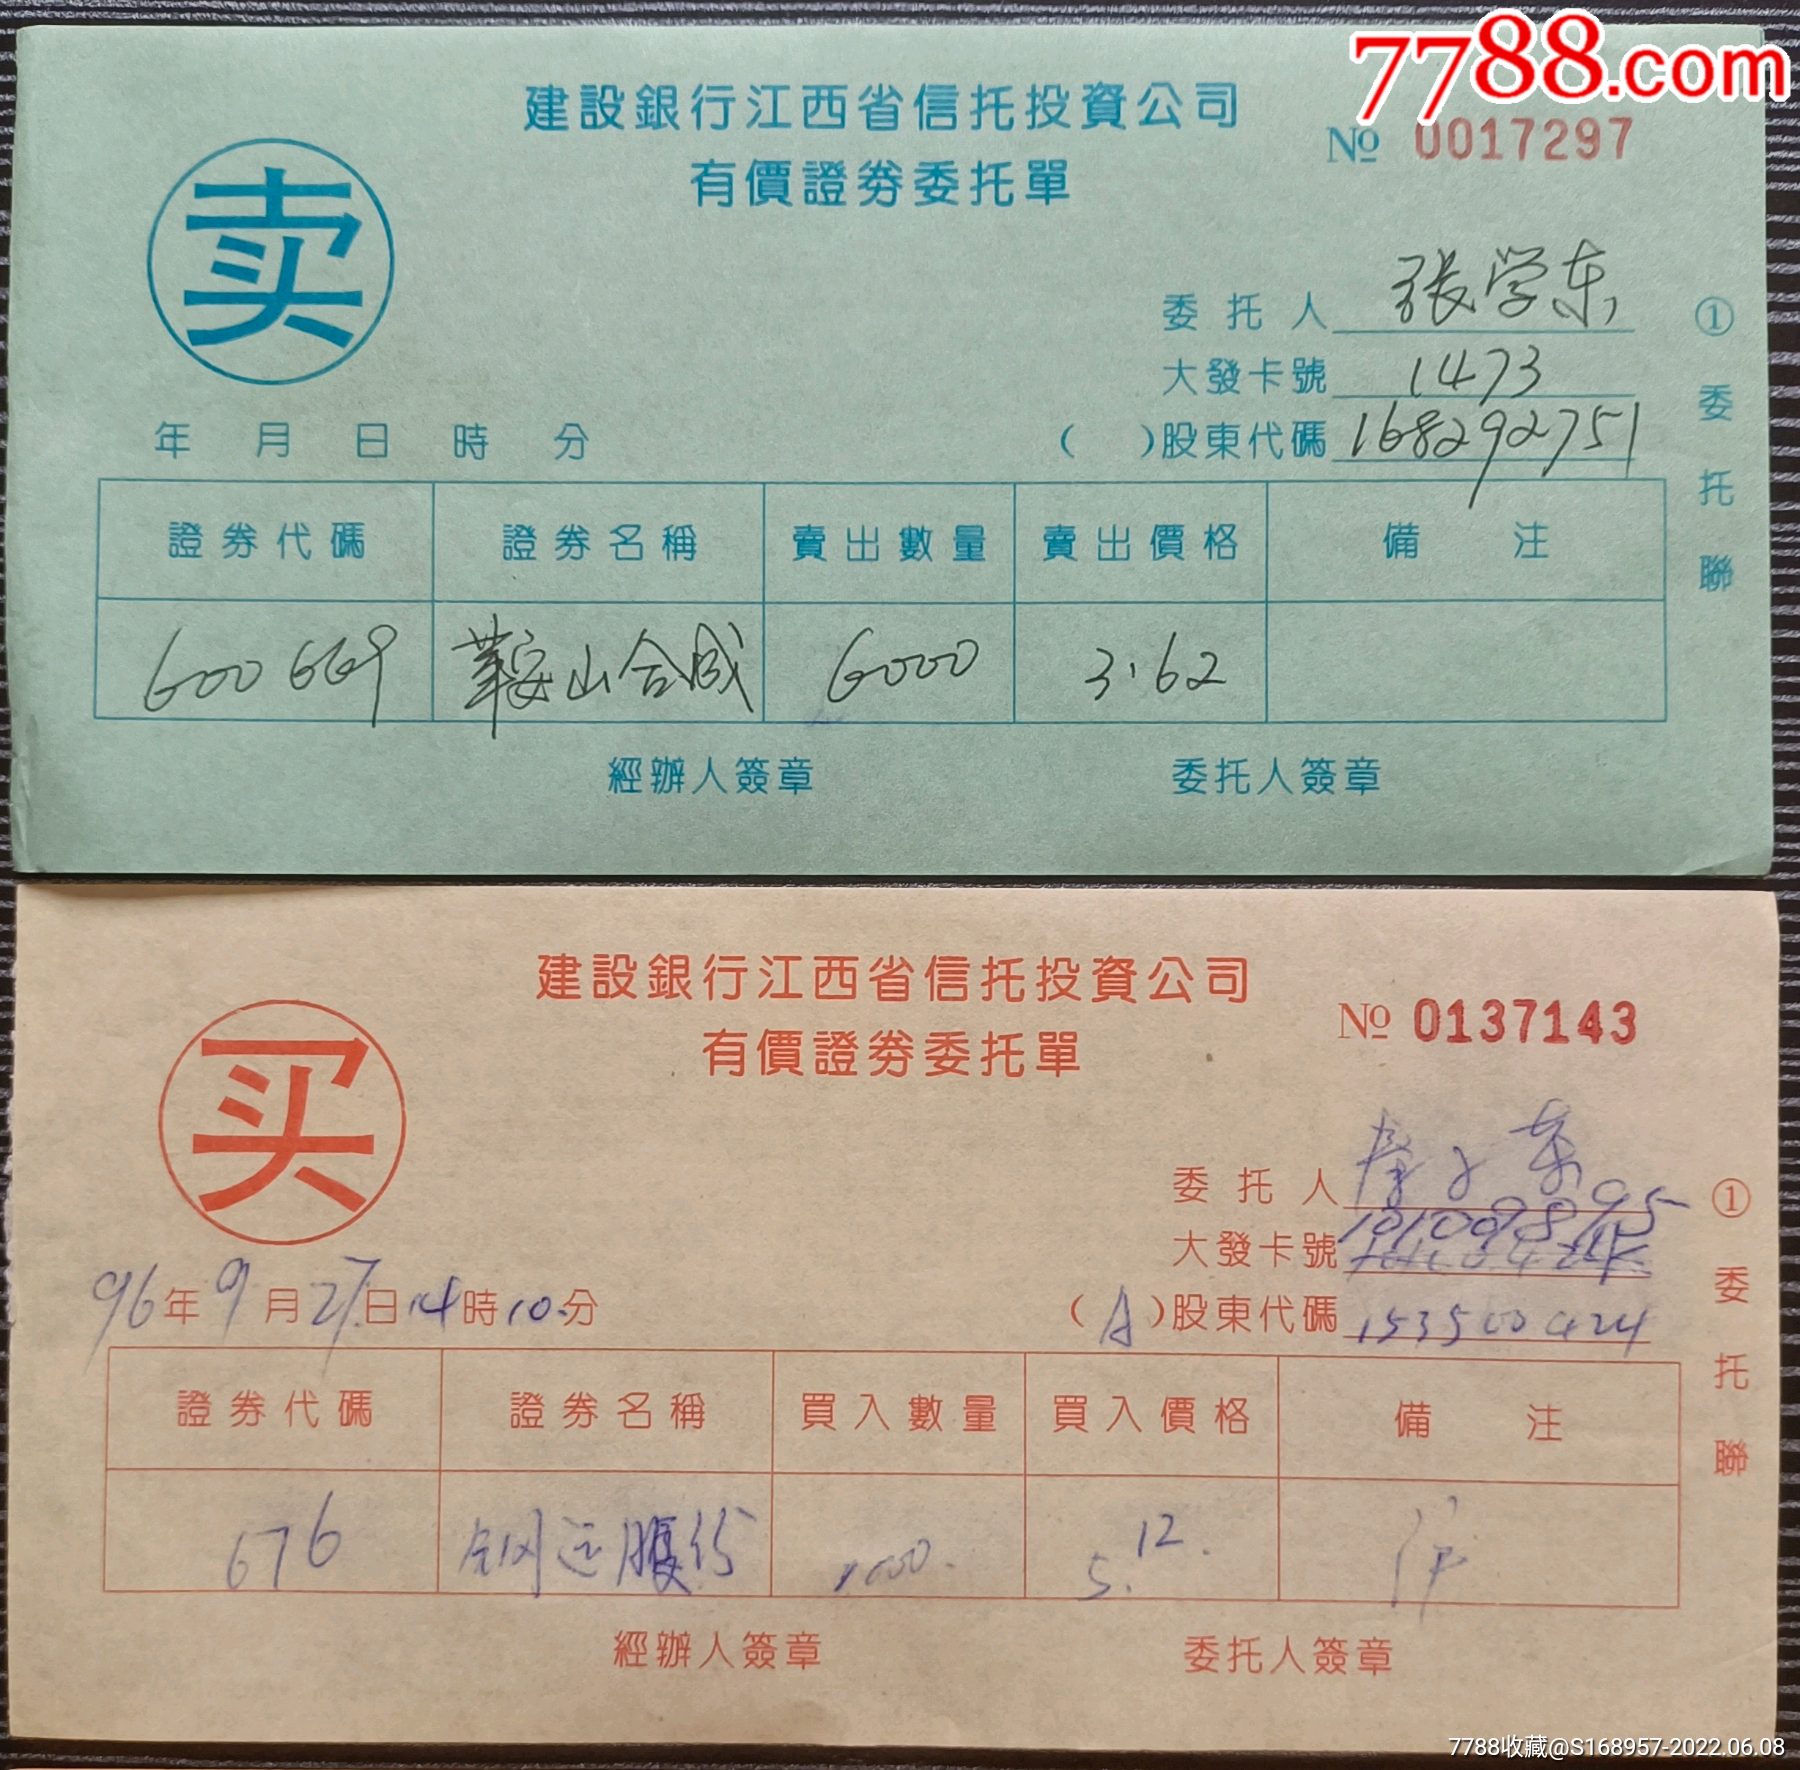 7788.com
建設銀行江西省信托投資公司
№ 0017297
有價證劵委托單
卖
委托人 张学东
大發卡號 1473
年 月 日 時 分 ( )股東代碼 168292751
① 委托聯
證券代碼 證券名稱 賣出數量 賣出價格 備注
600669 鞍山合成 6000 3.62
經辦人簽章 委托人簽章
建設銀行江西省信托投資公司
№ 0137143
有價證劵委托單
买
委托人
大發卡號
96年9月27日14時10分 (A)股東代碼 153500424
① 委托聯
證券代碼 證券名稱 買入數量 買入價格 備注
676 钢运股份 1000. 5.12.
經辦人簽章 委托人簽章
7788收藏@S168957-2022.06.08